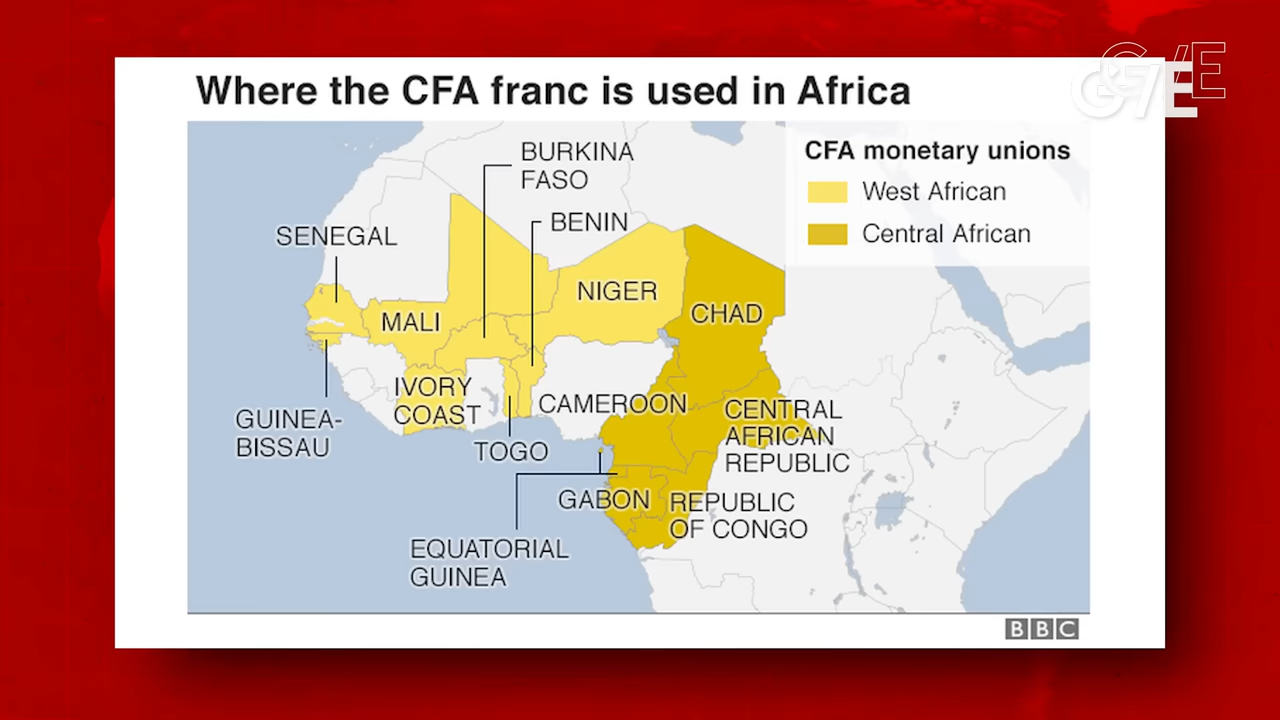 Where the CFA franc is used in Africa
G7E
CFA monetary unions
West African
Central African
BURKINA
FASO
BENIN
SENEGAL
NIGER
CHAD
MALI
IVORY
COAST
CAMEROON
CENTRAL
AFRICAN
REPUBLIC
GUINEA-
BISSAU
TOGO
GABON
REPUBLIC
OF CONGO
EQUATORIAL
GUINEA
BBC